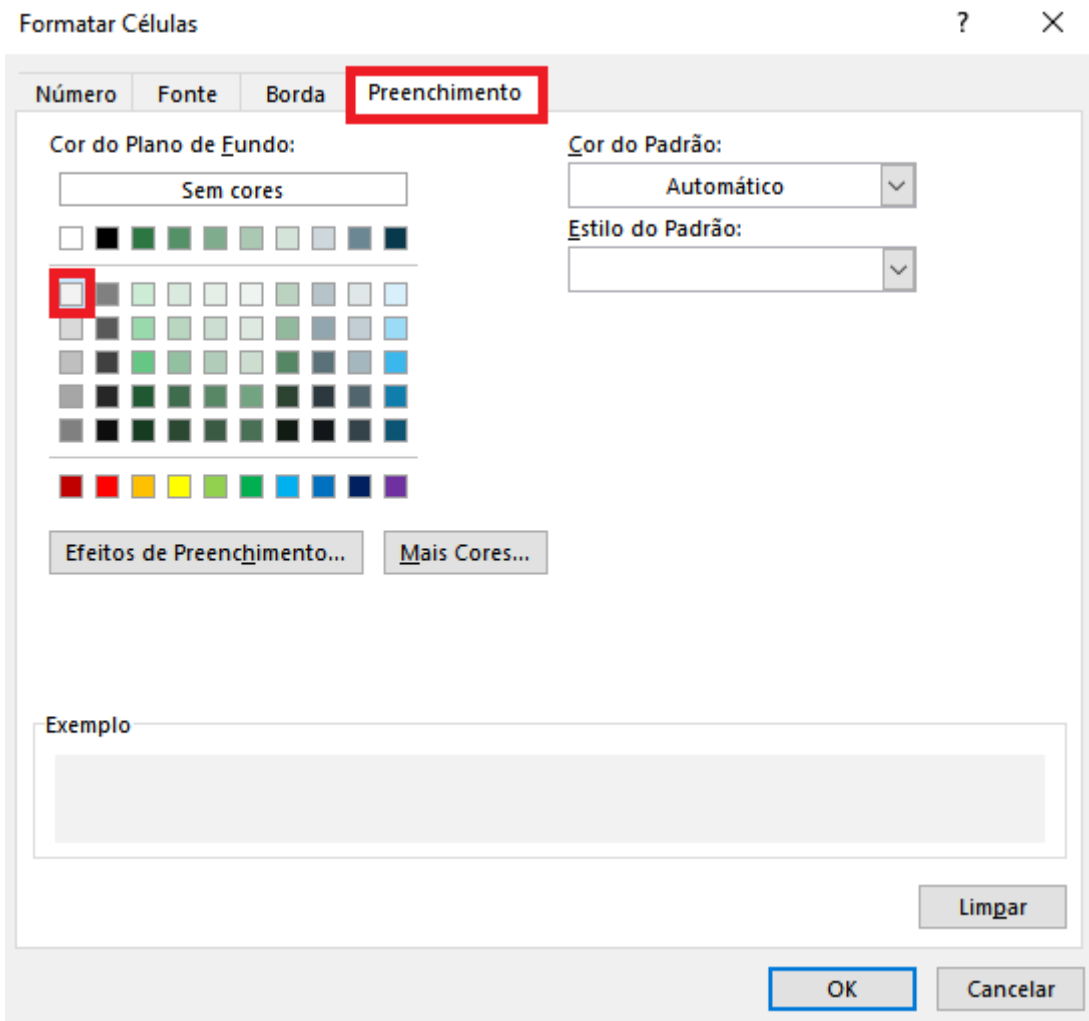 Formatar Células ? ×
Número Fonte Borda Preenchimento
Cor do Plano de Fundo:
Sem cores
Cor do Padrão:
Automático
Estilo do Padrão:
Efeitos de Preenchimento... Mais Cores...
Exemplo
Limpar
OK Cancelar